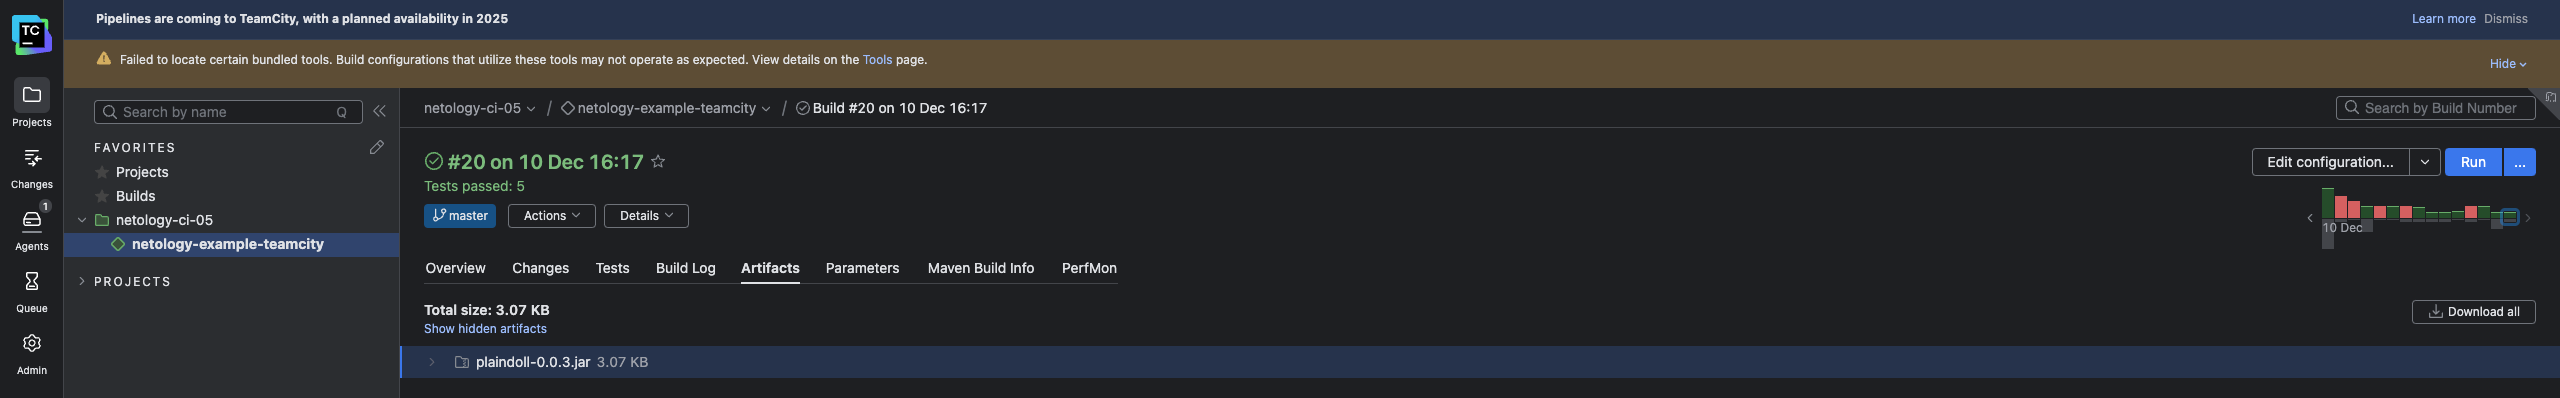 Pipelines are coming to TeamCity, with a planned availability in 2025
Learn more Dismiss
Failed to locate certain bundled tools. Build configurations that utilize these tools may not operate as expected. View details on the Tools page.
Hide
TC
Projects
Changes
1
Agents
Queue
Admin
Search by name Q
FAVORITES
Projects
Builds
netology-ci-05
netology-example-teamcity
PROJECTS
netology-ci-05 / netology-example-teamcity / Build #20 on 10 Dec 16:17
Search by Build Number
#20 on 10 Dec 16:17
Tests passed: 5
master Actions Details
Edit configuration... Run ...
10 Dec
Overview Changes Tests Build Log Artifacts Parameters Maven Build Info PerfMon
Total size: 3.07 KB
Show hidden artifacts
Download all
plaindoll-0.0.3.jar 3.07 KB